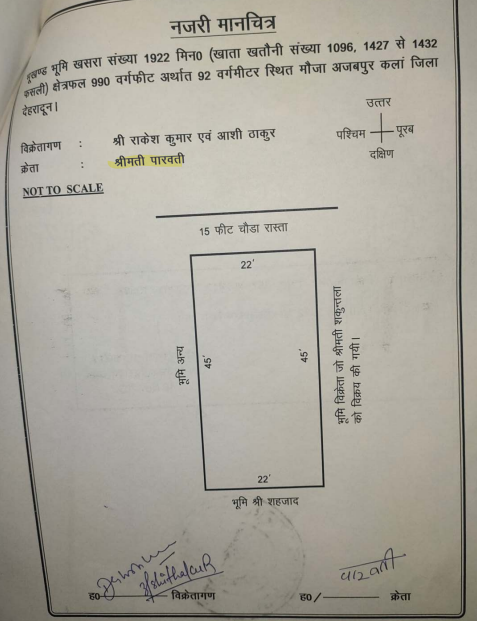 नजरी मानचित्र
भूखण्ड भूमि खसरा संख्या 1922 मिन0 (खाता खतौनी संख्या 1096, 1427 से 1432
फसली) क्षेत्रफल 990 वर्गफीट अर्थात 92 वर्गमीटर स्थित मौजा अजबपुर कलां जिला
देहरादून।
उत्तर
विक्रेतागण : श्री राकेश कुमार एवं आशी ठाकुर
पश्चिम पूरब
क्रेता : श्रीमती पारवती
दक्षिण
NOT TO SCALE
15 फीट चौडा रास्ता
22'
भूमि अन्य
45'
45'
भूमि विक्रेता जो श्रीमती शकुन्तला
को विक्रय की गयी।
22'
भूमि श्री शहजाद
पारवती
ह0 विक्रेतागण
ह0/ क्रेता